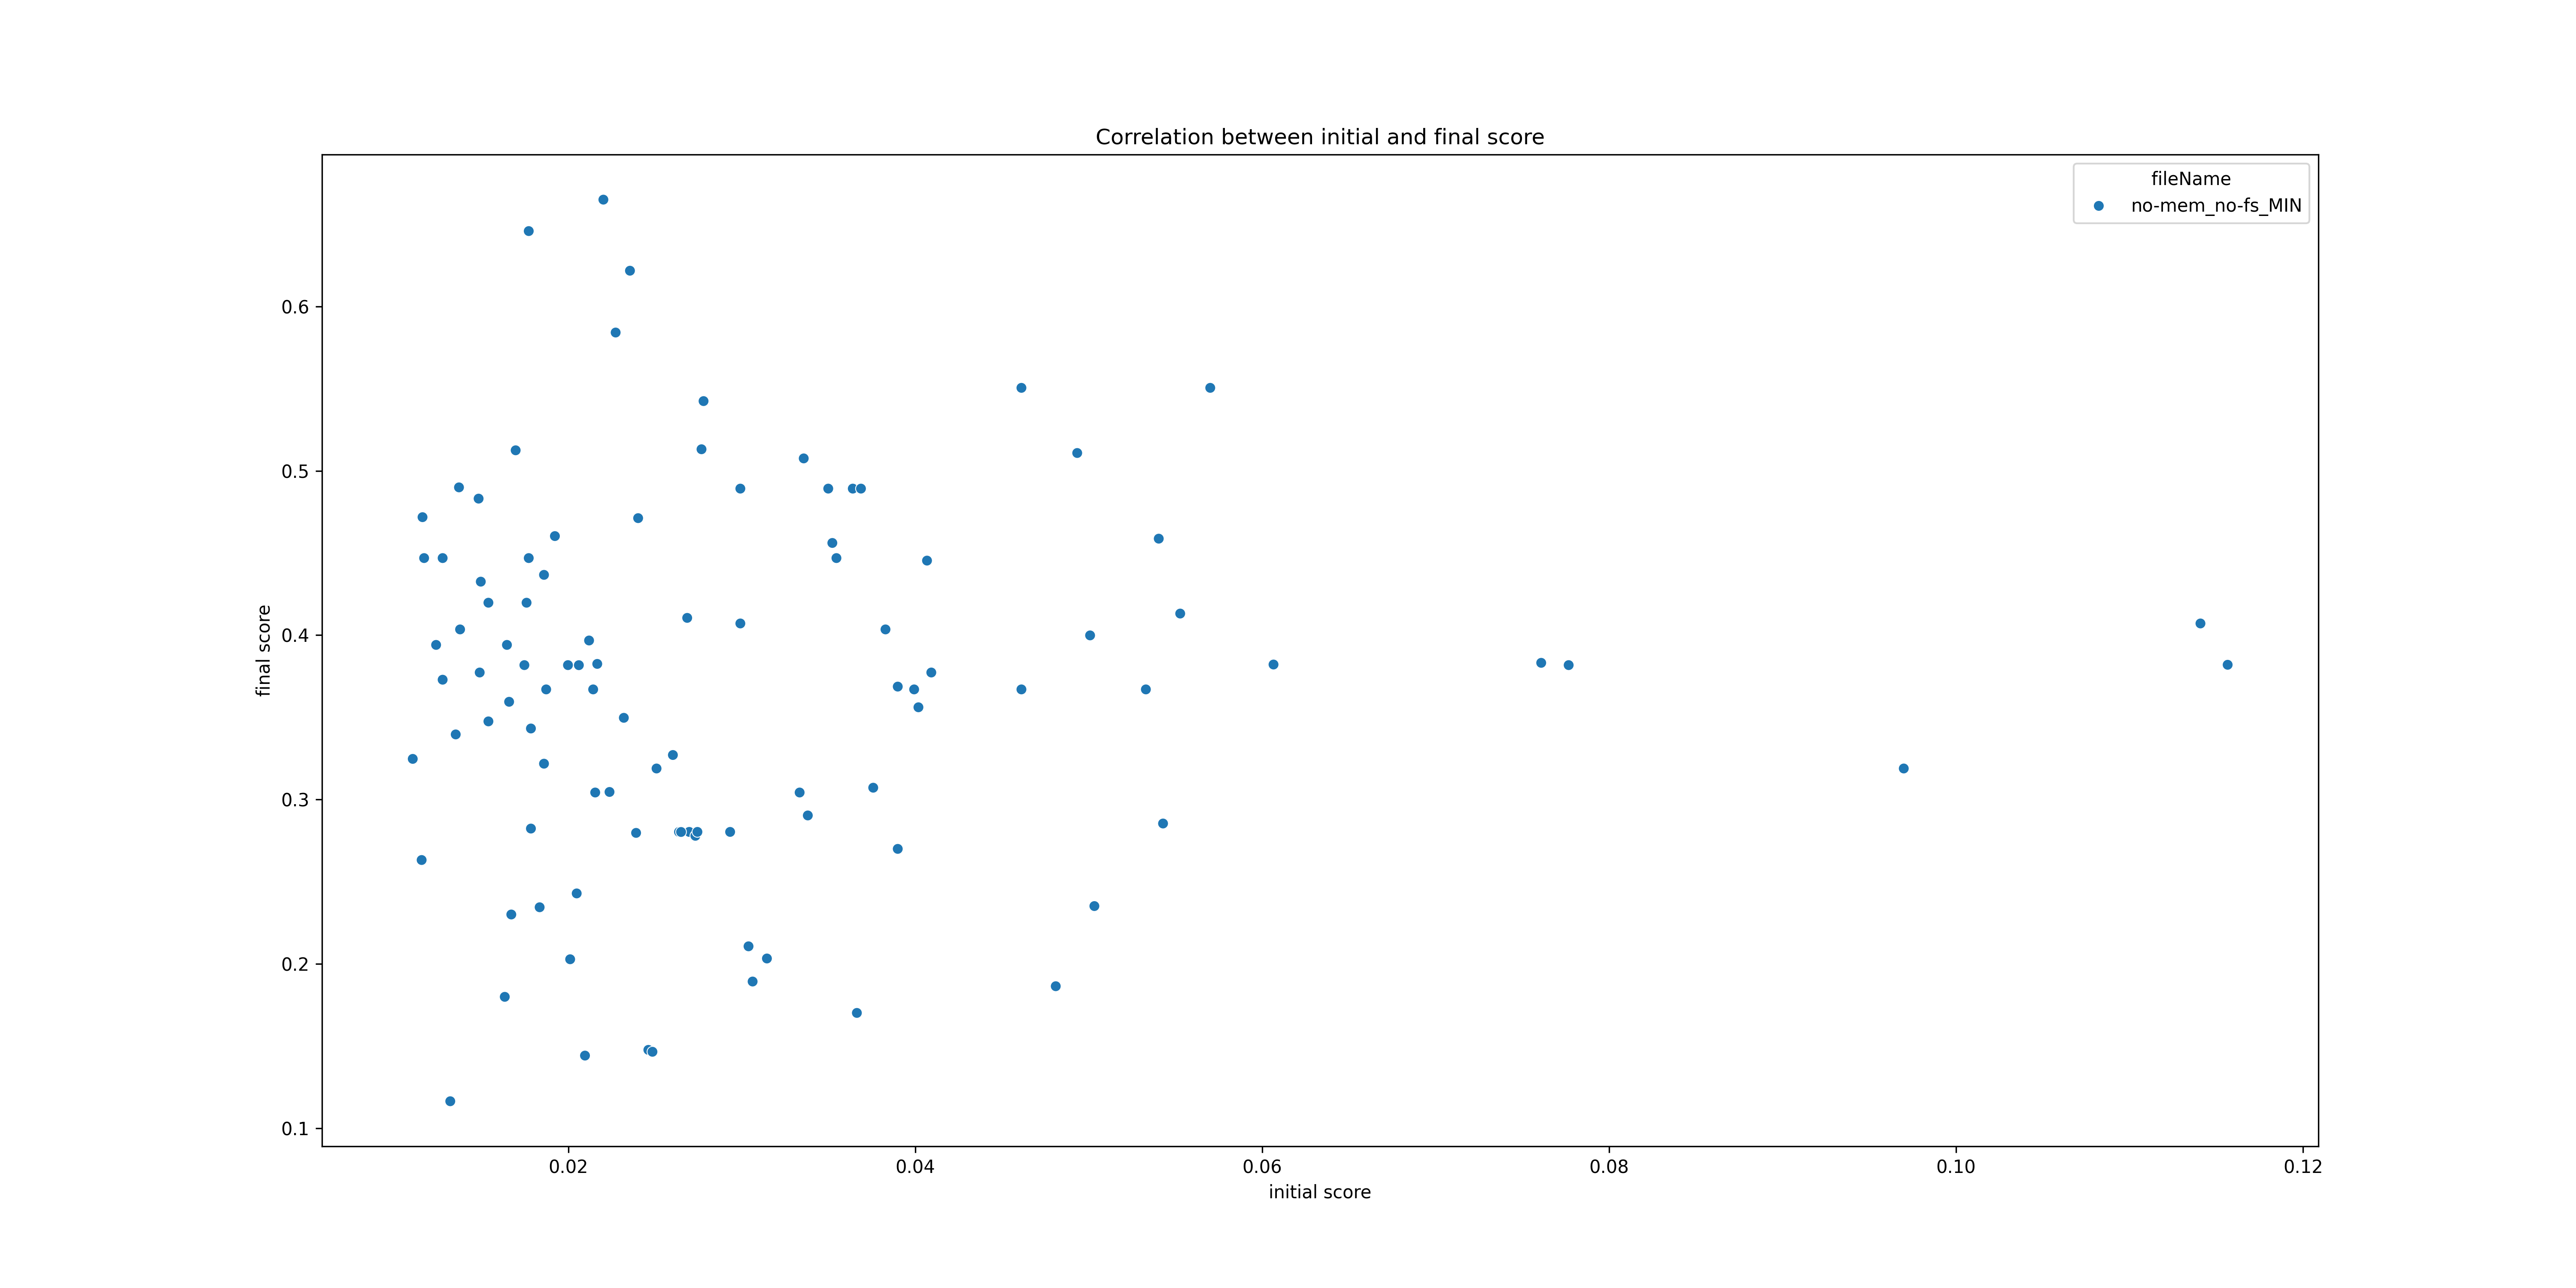 Correlation between initial and final score
fileName
no-mem_no-fs_MIN
0.6
0.5
0.4
0.3
0.2
0.1
final score
0.02 0.04 0.06 0.08 0.10 0.12
initial score